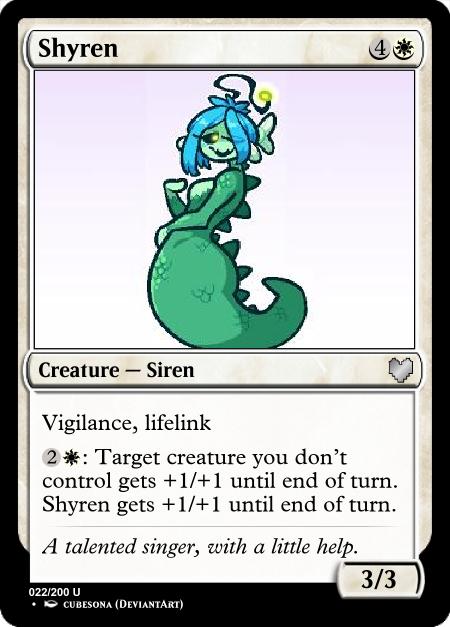 Shyren 4
Creature — Siren
Vigilance, lifelink
2: Target creature you don't
control gets +1/+1 until end of turn.
Shyren gets +1/+1 until end of turn.
A talented singer, with a little help.
3/3
022/200 U
• CUBESONA (DEVIANTART)